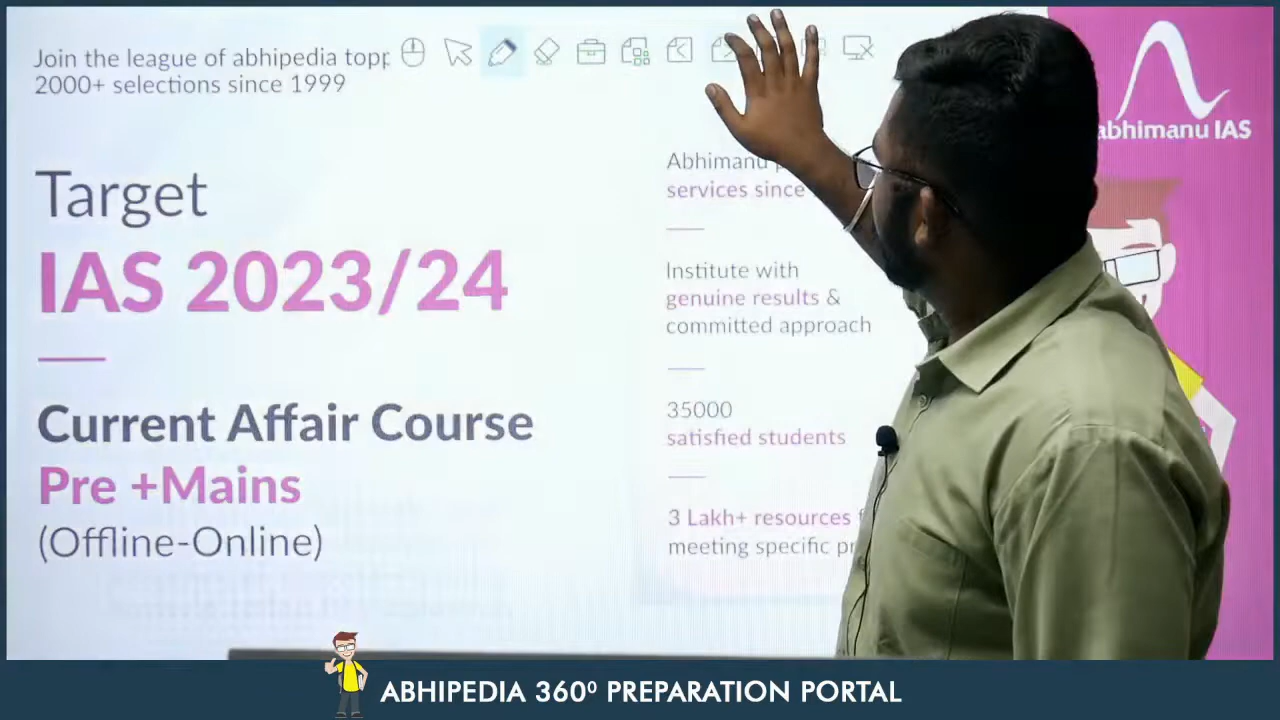 Join the league of abhipedia
2000+ selections since 1999
Target
IAS 2023/24
Current Affair Course
Pre +Mains
(Offline-Online)
Abhimanu
services since
Institute with
genuine results &
committed approach
35000
satisfied students
3 Lakh+ resources
meeting specific
abhimanu IAS
ABHIPEDIA 360⁰ PREPARATION PORTAL